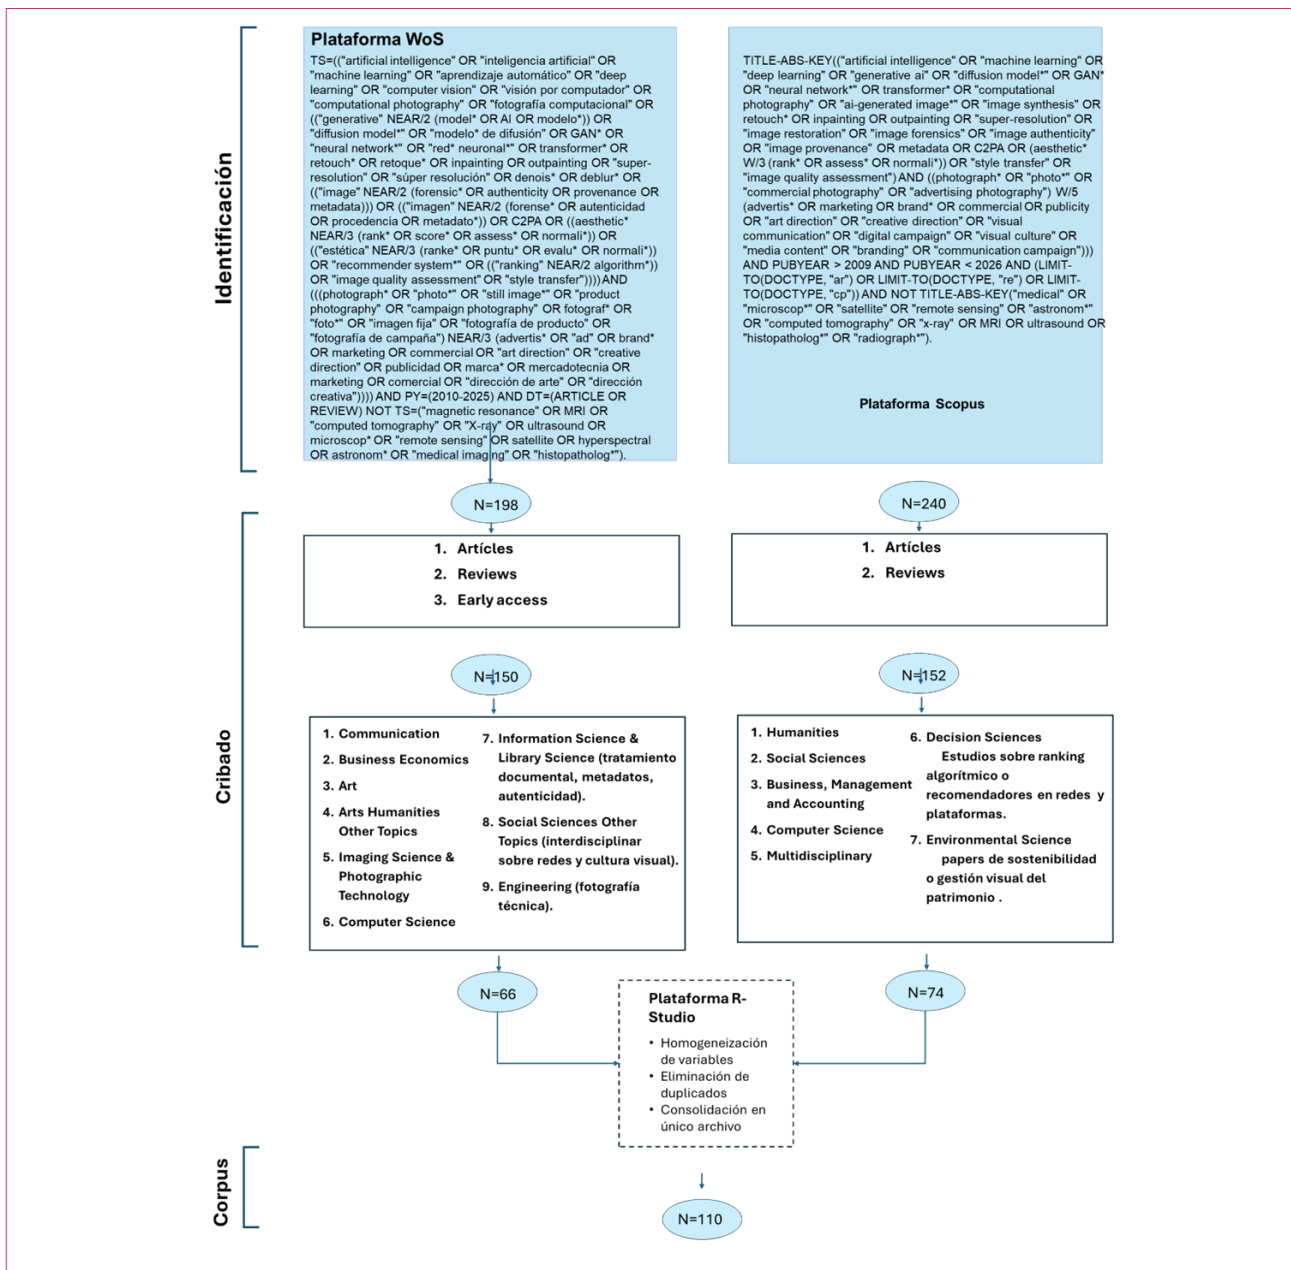 Identificación
Plataforma WoS
TS=(("artificial intelligence" OR "inteligencia artificial" OR
"machine learning" OR "aprendizaje automático" OR "deep
learning" OR "computer vision" OR "visión por computador" OR
"computational photography" OR "fotografía computacional" OR
(("generative" NEAR/2 (model* OR AI OR modelo*)) OR
"diffusion model*" OR "modelo* de difusión" OR GAN* OR
"neural network*" OR "red* neuronal*" OR transformer* OR
retouch* OR retoque* OR inpainting OR outpainting OR "super-
resolution" OR "súper resolución" OR denois* OR deblur* OR
(("image" NEAR/2 (forensic* OR authenticity OR provenance OR
metadata))) OR (("imagen" NEAR/2 (forense* OR autenticidad
OR procedencia OR metadato*)) OR C2PA OR ((aesthetic*
NEAR/3 (rank* OR score* OR assess* OR normali*)) OR
(("estética" NEAR/3 (ranke* OR puntu* OR evalu* OR normali*))
OR "recommender system*" OR (("ranking" NEAR/2 algorithm*))
OR "image quality assessment" OR "style transfer")))) AND
(((photograph* OR "photo*" OR "still image*" OR "product
photography" OR "campaign photography" OR fotograf* OR
"foto*" OR "imagen fija" OR "fotografía de producto" OR
"fotografía de campaña") NEAR/3 (advertis* OR "ad" OR brand*
OR marketing OR commercial OR "art direction" OR "creative
direction" OR publicidad OR marca* OR mercadotecnia OR
marketing OR comercial OR "dirección de arte" OR "dirección
creativa")))) AND PY=(2010-2025) AND DT=(ARTICLE OR
REVIEW) NOT TS=("magnetic resonance" OR MRI OR
"computed tomography" OR "X-ray" OR ultrasound OR
microscop* OR "remote sensing" OR satellite OR hyperspectral
OR astronom* OR "medical imaging" OR "histopatholog*").
TITLE-ABS-KEY(("artificial intelligence" OR "machine learning" OR
"deep learning" OR "generative ai" OR "diffusion model*" OR GAN*
OR "neural network*" OR transformer* OR "computational
photography" OR "ai-generated image*" OR "image synthesis" OR
retouch* OR inpainting OR outpainting OR "super-resolution" OR
"image restoration" OR "image forensics" OR "image authenticity"
OR "image provenance" OR metadata OR C2PA OR (aesthetic*
W/3 (rank* OR assess* OR normali*)) OR "style transfer" OR
"image quality assessment") AND ((photograph* OR "photo*" OR
"commercial photography" OR "advertising photography") W/5
(advertis* OR marketing OR brand* OR commercial OR publicity
OR "art direction" OR "creative direction" OR "visual
communication" OR "digital campaign" OR "visual culture" OR
"media content" OR "branding" OR "communication campaign")))
AND PUBYEAR > 2009 AND PUBYEAR < 2026 AND (LIMIT-
TO(DOCTYPE, "ar") OR LIMIT-TO(DOCTYPE, "re") OR LIMIT-
TO(DOCTYPE, "cp")) AND NOT TITLE-ABS-KEY("medical" OR
"microscop*" OR "satellite" OR "remote sensing" OR "astronom*"
OR "computed tomography" OR "x-ray" OR MRI OR ultrasound OR
"histopatholog*" OR "radiograph*").
Plataforma Scopus
N=198
N=240
Cribado
1. Artícles
2. Reviews
3. Early access
1. Artícles
2. Reviews
N=150
N=152
1. Communication
2. Business Economics
3. Art
4. Arts Humanities
Other Topics
5. Imaging Science &
Photographic
Technology
6. Computer Science
7. Information Science &
Library Science (tratamiento
documental, metadatos,
autenticidad).
8. Social Sciences Other
Topics (interdisciplinar
sobre redes y cultura visual).
9. Engineering (fotografía
técnica).
1. Humanities
2. Social Sciences
3. Business, Management
and Accounting
4. Computer Science
5. Multidisciplinary
6. Decision Sciences
Estudios sobre ranking
algorítmico o
recomendadores en redes y
plataformas.
7. Environmental Science
papers de sostenibilidad
o gestión visual del
patrimonio .
N=66
N=74
Plataforma R-
Studio
• Homogeneización
de variables
• Eliminación de
duplicados
• Consolidación en
único archivo
Corpus
N=110